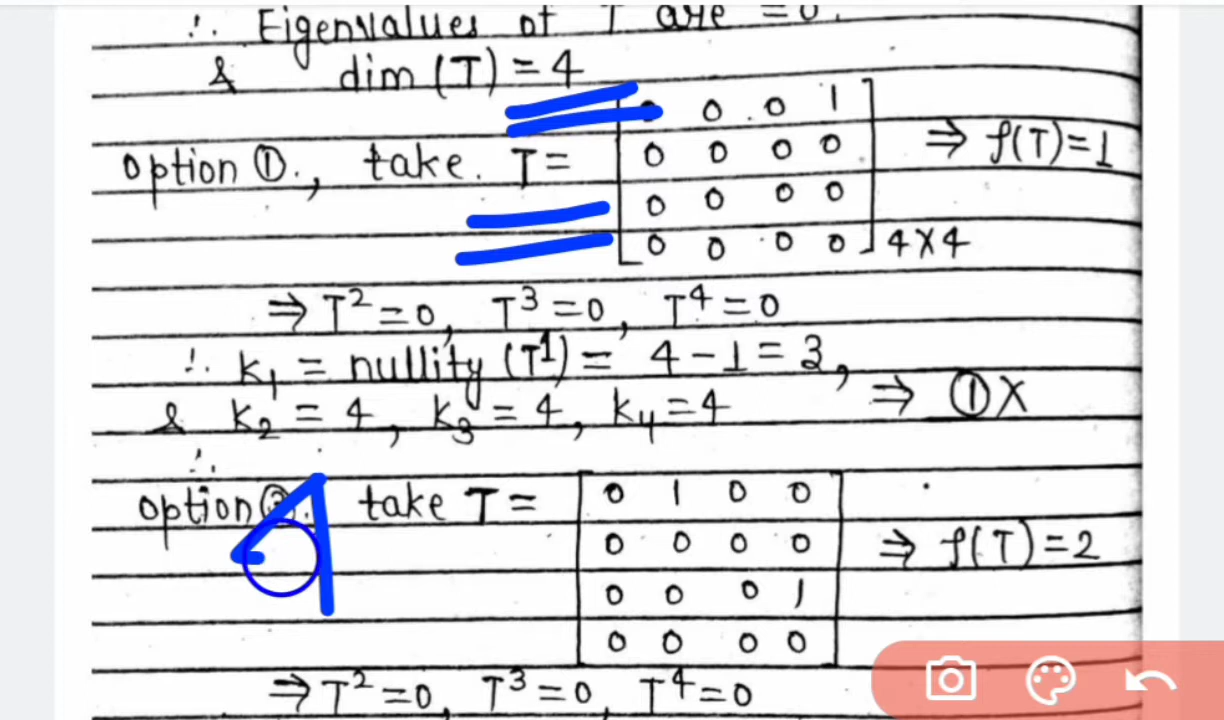 ∴ Eigenvalues of T are = 0.
& dim (T) = 4
option ①., take. T = [0 0 0 1
0 0 0 0
0 0 0 0
0 0 0 0] 4×4 ⇒ ρ(T)=1
⇒ T² = 0, T³ = 0, T⁴ = 0
∴ k₁ = nullity (T¹) = 4 - 1 = 3,
& k₂ = 4, k₃ = 4, k₄ = 4 ⇒ ① X
∴
option take T = [0 1 0 0
0 0 0 0
0 0 0 1
0 0 0 0] ⇒ ρ(T) = 2
⇒ T² = 0, T³ = 0, T⁴ = 0